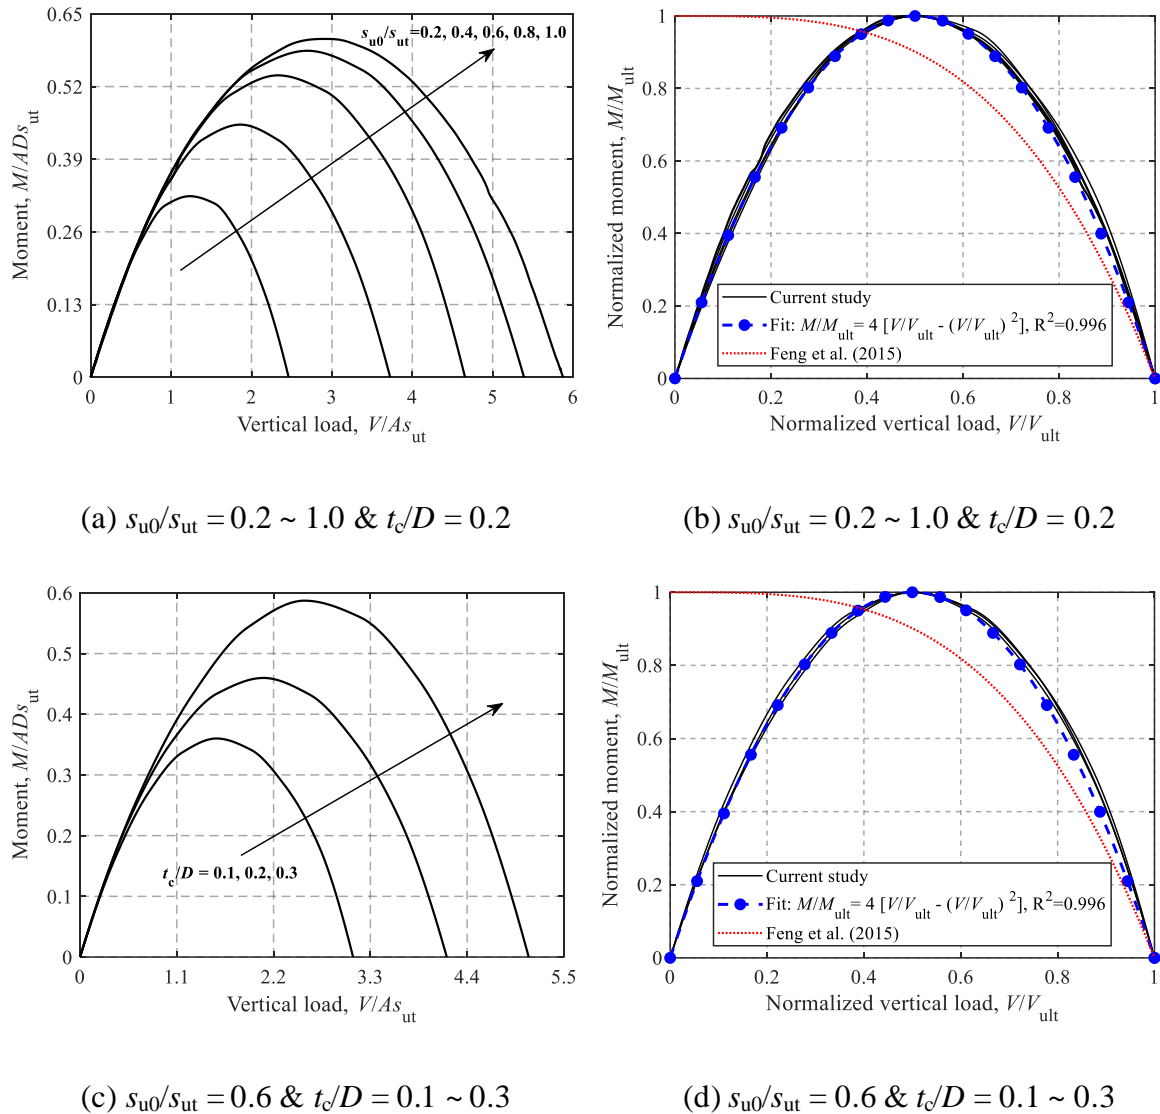 0.65
0.52
0.39
0.26
0.13
0
Moment, M/ADs_ut
s_u0/s_ut=0.2, 0.4, 0.6, 0.8, 1.0
0 1 2 3 4 5 6
Vertical load, V/As_ut
1
0.8
0.6
0.4
0.2
0
Normalized moment, M/M_ult
Current study
Fit: M/M_ult= 4 [V/V_ult - (V/V_ult) ^2], R^2=0.996
Feng et al. (2015)
0 0.2 0.4 0.6 0.8 1
Normalized vertical load, V/V_ult
(a) s_u0/s_ut = 0.2 ~ 1.0 & t_c/D = 0.2
(b) s_u0/s_ut = 0.2 ~ 1.0 & t_c/D = 0.2
0.6
0.5
0.4
0.3
0.2
0.1
0
Moment, M/ADs_ut
t_c/D = 0.1, 0.2, 0.3
0 1.1 2.2 3.3 4.4 5.5
Vertical load, V/As_ut
1
0.8
0.6
0.4
0.2
0
Normalized moment, M/M_ult
Current study
Fit: M/M_ult= 4 [V/V_ult - (V/V_ult) ^2], R^2=0.996
Feng et al. (2015)
0 0.2 0.4 0.6 0.8 1
Normalized vertical load, V/V_ult
(c) s_u0/s_ut = 0.6 & t_c/D = 0.1 ~ 0.3
(d) s_u0/s_ut = 0.6 & t_c/D = 0.1 ~ 0.3